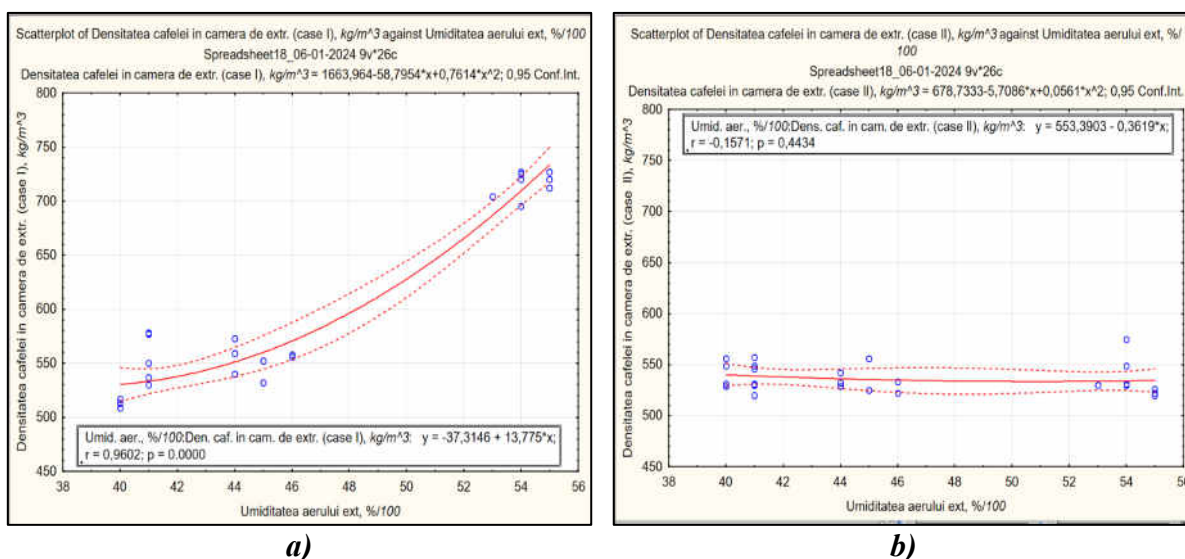 Scatterplot of Densitatea cafelei in camera de extr. (case I), kg/m^3 against Umiditatea aerului ext, %/100
Spreadsheet18_06-01-2024 9v*26c
Densitatea cafelei in camera de extr. (case I), kg/m^3 = 1663,964-58,7954*x+0,7614*x^2; 0,95 Conf.Int.
Densitatea cafelei in camera de extr. (case I), kg/m^3
800
750
700
650
600
550
500
450
Umid. aer., %/100:Den. caf. in cam. de extr. (case I), kg/m^3: y = -37,3146 + 13,775*x;
r = 0,9602; p = 0.0000
38 40 42 44 46 48 50 52 54 56
Umiditatea aerului ext, %/100
a)
Scatterplot of Densitatea cafelei in camera de extr. (case II), kg/m^3 against Umiditatea aerului ext, %/
100
Spreadsheet18_06-01-2024 9v*26c
Densitatea cafelei in camera de extr. (case II), kg/m^3 = 678,7333-5,7086*x+0,0561*x^2; 0,95 Conf.Int.
Densitatea cafelei in camera de extr. (case II), kg/m^3
800
750
700
650
600
550
500
450
Umid. aer., %/100:Dens. caf. in cam. de extr. (case II), kg/m^3: y = 553,3903 - 0,3619*x;
r = -0,1571; p = 0,4434
38 40 42 44 46 48 50 52 54 56
Umiditatea aerului ext, %/100
b)